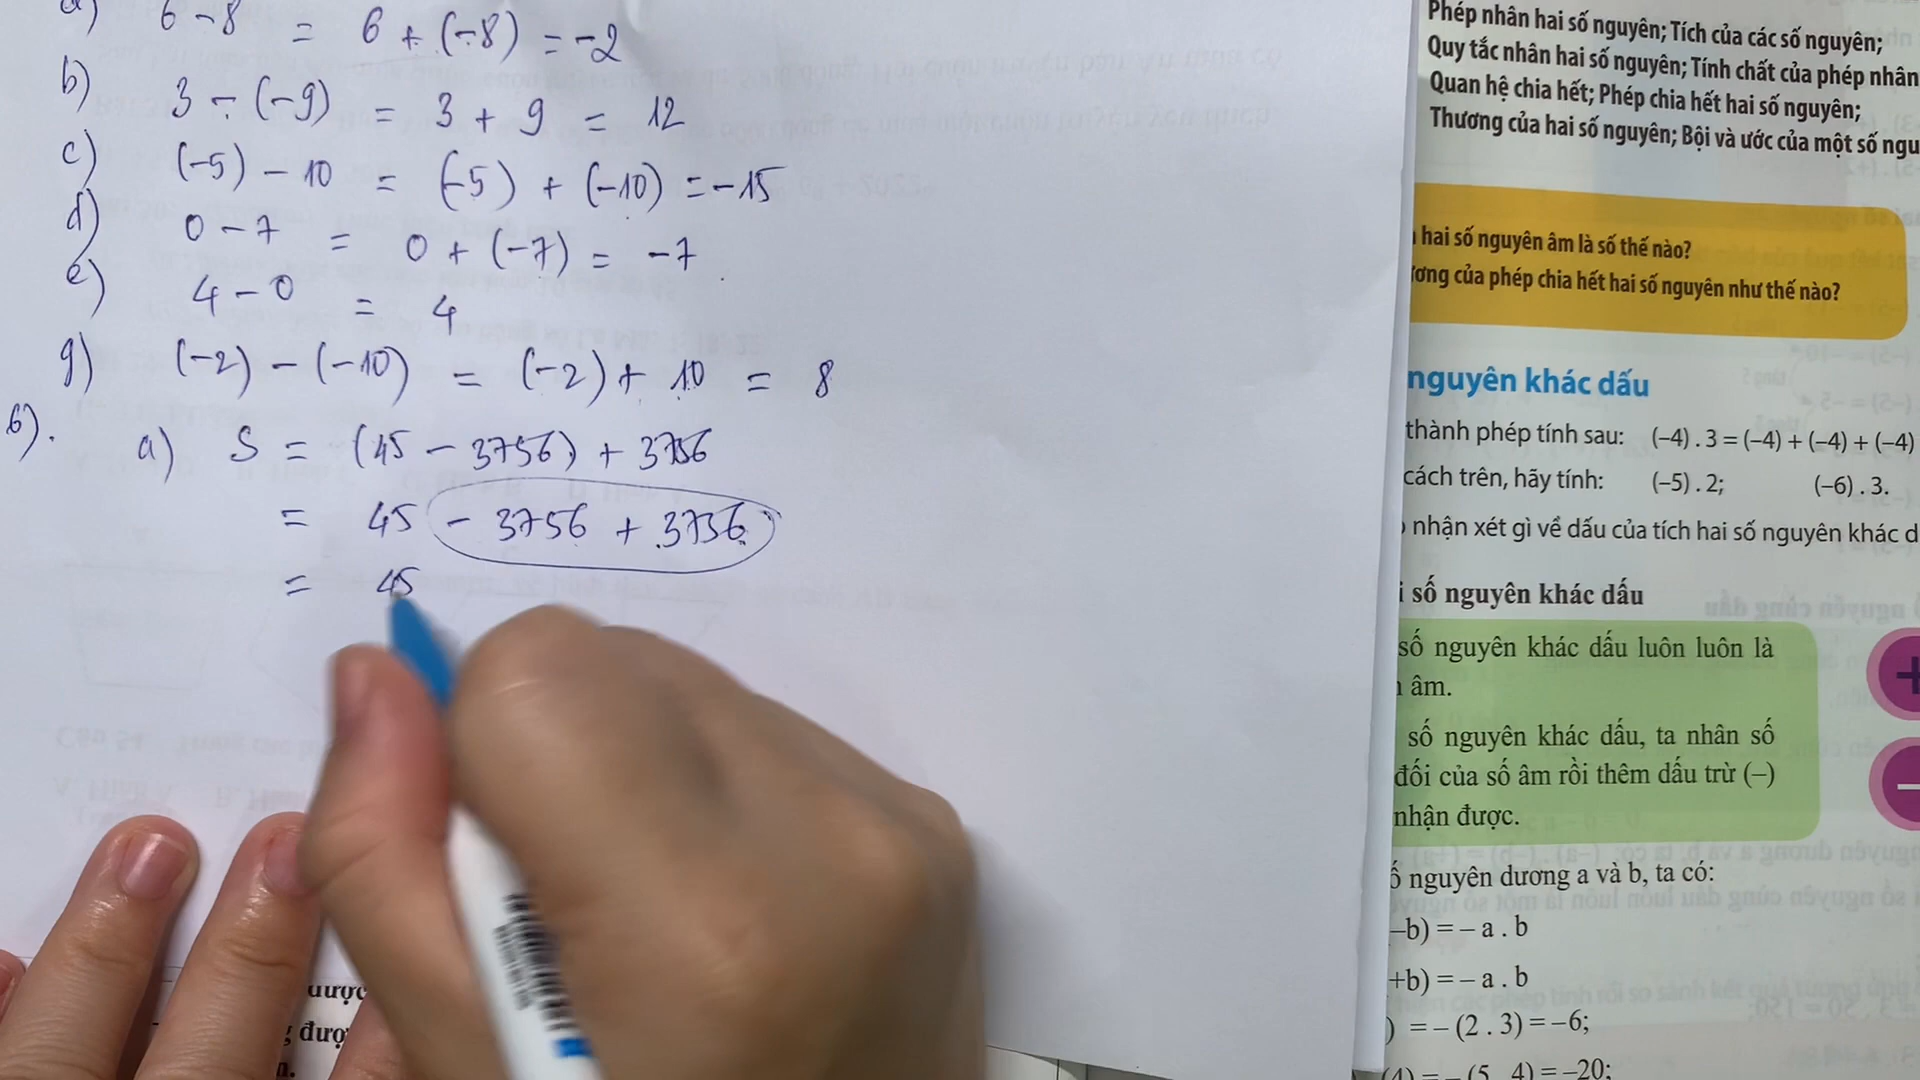 a) 6 - 8 = 6 + (-8) = -2
b) 3 - (-9) = 3 + 9 = 12
c) (-5) - 10 = (-5) + (-10) = -15
d) 0 - 7 = 0 + (-7) = -7
e) 4 - 0 = 4
g) (-2) - (-10) = (-2) + 10 = 8
6).
a) S = (45 - 3756) + 3756
= 45 - 3756 + 3756
= 45
được
g đượ
n.
Phép nhân hai số nguyên; Tích của các số nguyên;
Quy tắc nhân hai số nguyên; Tính chất của phép nhân
Quan hệ chia hết; Phép chia hết hai số nguyên;
Thương của hai số nguyên; Bội và ước của một số ngu
hai số nguyên âm là số thế nào?
ương của phép chia hết hai số nguyên như thế nào?
nguyên khác dấu
thành phép tính sau: (–4) . 3 = (–4) + (–4) + (–4)
cách trên, hãy tính: (–5) . 2; (–6) . 3.
nhận xét gì về dấu của tích hai số nguyên khác d
i số nguyên khác dấu
số nguyên khác dấu luôn luôn là
âm.
số nguyên khác dấu, ta nhân số
đối của số âm rồi thêm dấu trừ (–)
nhận được.
ố nguyên dương a và b, ta có:
–b) = – a . b
+b) = – a . b
) = – (2 . 3) = –6;
(4) = – (5 . 4) = –20;
+
–